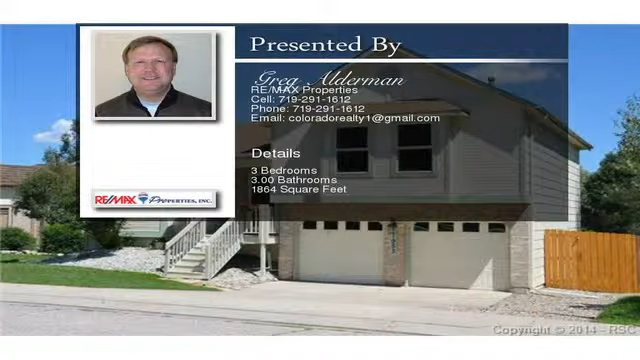 Presented By
Greg Alderman
RE/MAX Properties
Cell: 719-291-1612
Phone: 719-291-1612
Email: coloradorealty1@gmail.com
Details
3 Bedrooms
3.00 Bathrooms
1864 Square Feet
RE/MAX PROPERTIES, INC.
Copyright © 2014 - RSC